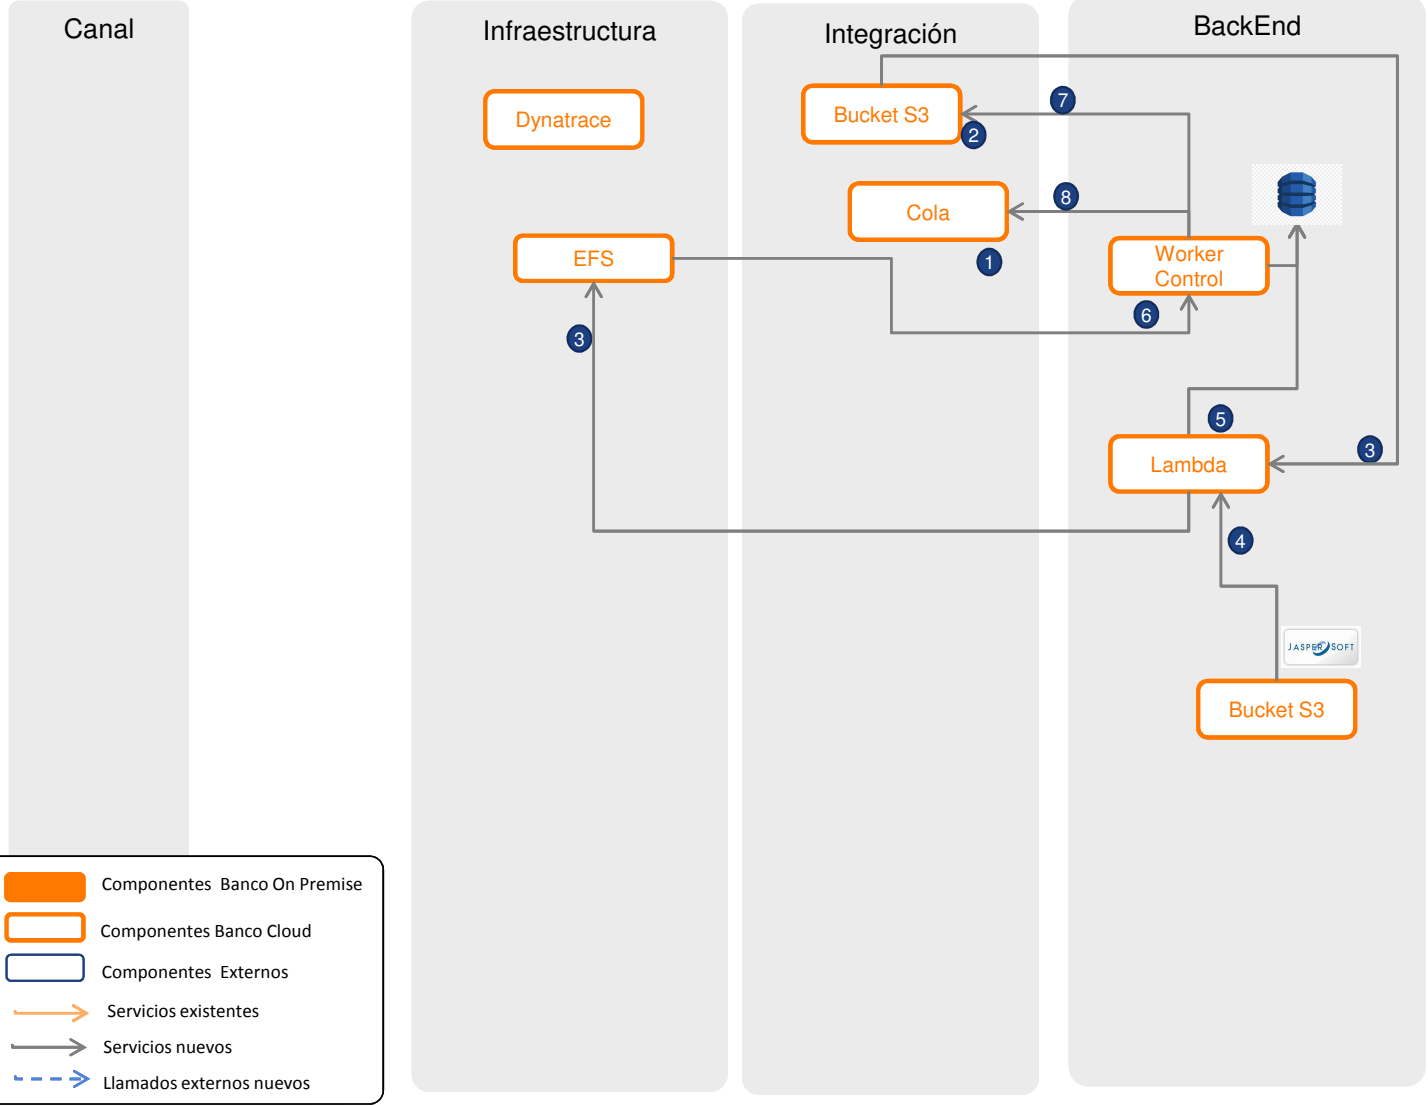 Canal
Infraestructura
Integración
BackEnd
Dynatrace
Bucket S3
7
2
Cola
8
1
EFS
Worker
Control
6
3
5
Lambda
3
4
JASPERSOFT
Bucket S3
Componentes Banco On Premise
Componentes Banco Cloud
Componentes Externos
Servicios existentes
Servicios nuevos
Llamados externos nuevos